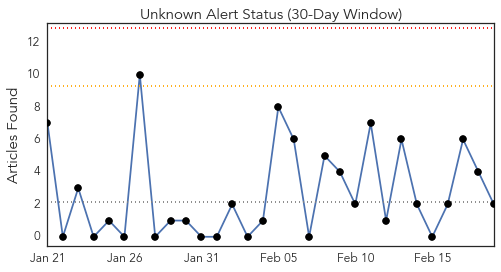 Unknown Alert Status (30-Day Window)
Articles Found
12
10
8
6
4
2
0
Jan 21 Jan 26 Jan 31 Feb 05 Feb 10 Feb 15